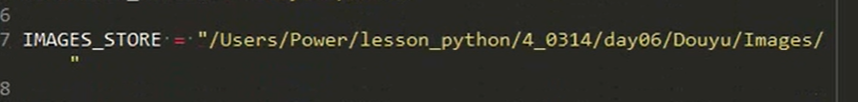 6
7 IMAGES_STORE = "/Users/Power/lesson_python/4_0314/day06/Douyu/Images/
"
8